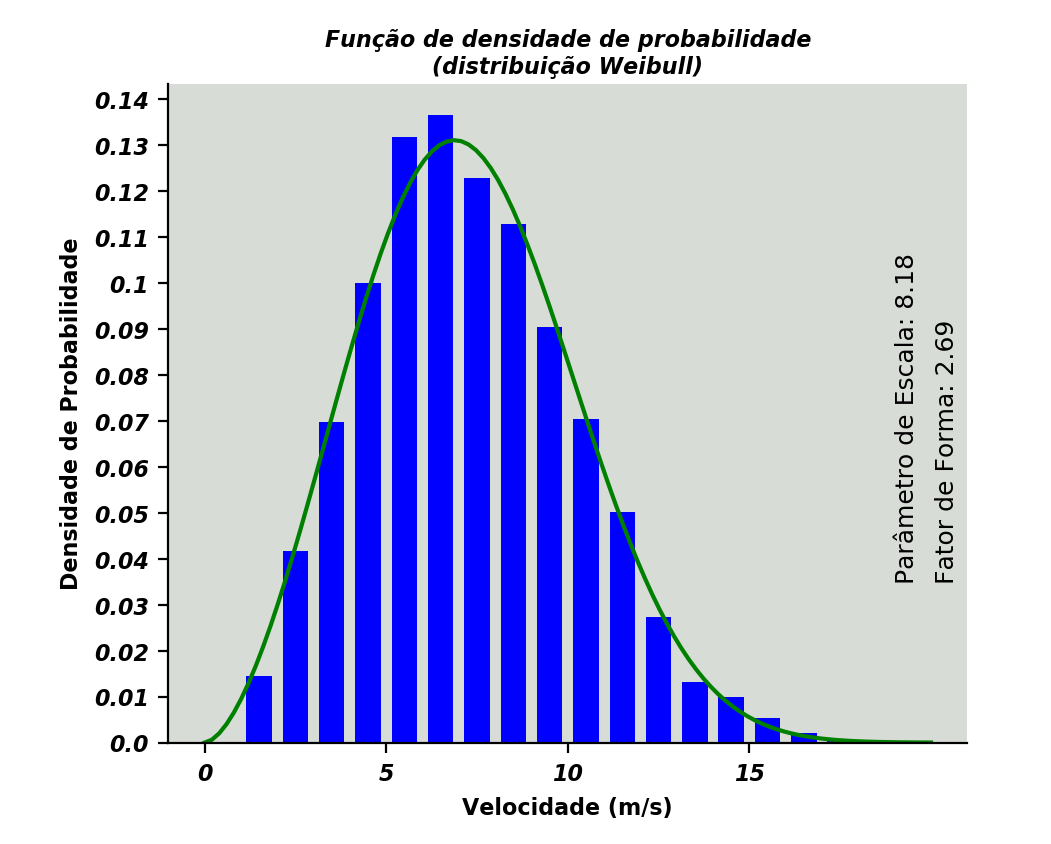 Função de densidade de probabilidade
(distribuição Weibull)
0.14
0.13
0.12
0.11
0.1
0.09
0.08
0.07
0.06
0.05
0.04
0.03
0.02
0.01
0.0
Densidade de Probabilidade
0 5 10 15
Velocidade (m/s)
Parâmetro de Escala: 8.18
Fator de Forma: 2.69